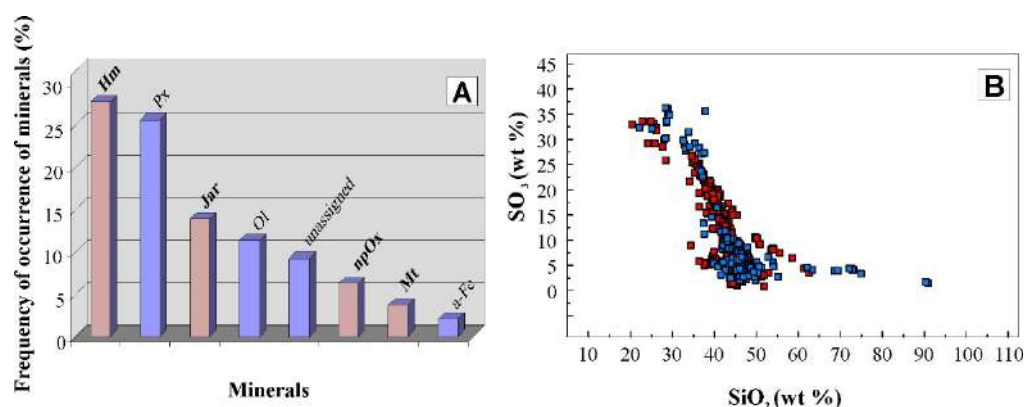 Frequency of occurrence of minerals (%)
30
25
20
15
10
5
0
Hm
Px
Jar
Ol
unassigned
npOx
Mt
a-Fe
A
Minerals
B
SO₃ (wt %)
45
40
35
30
25
20
15
10
5
0
10 20 30 40 50 60 70 80 90 100 110
SiO₂ (wt %)